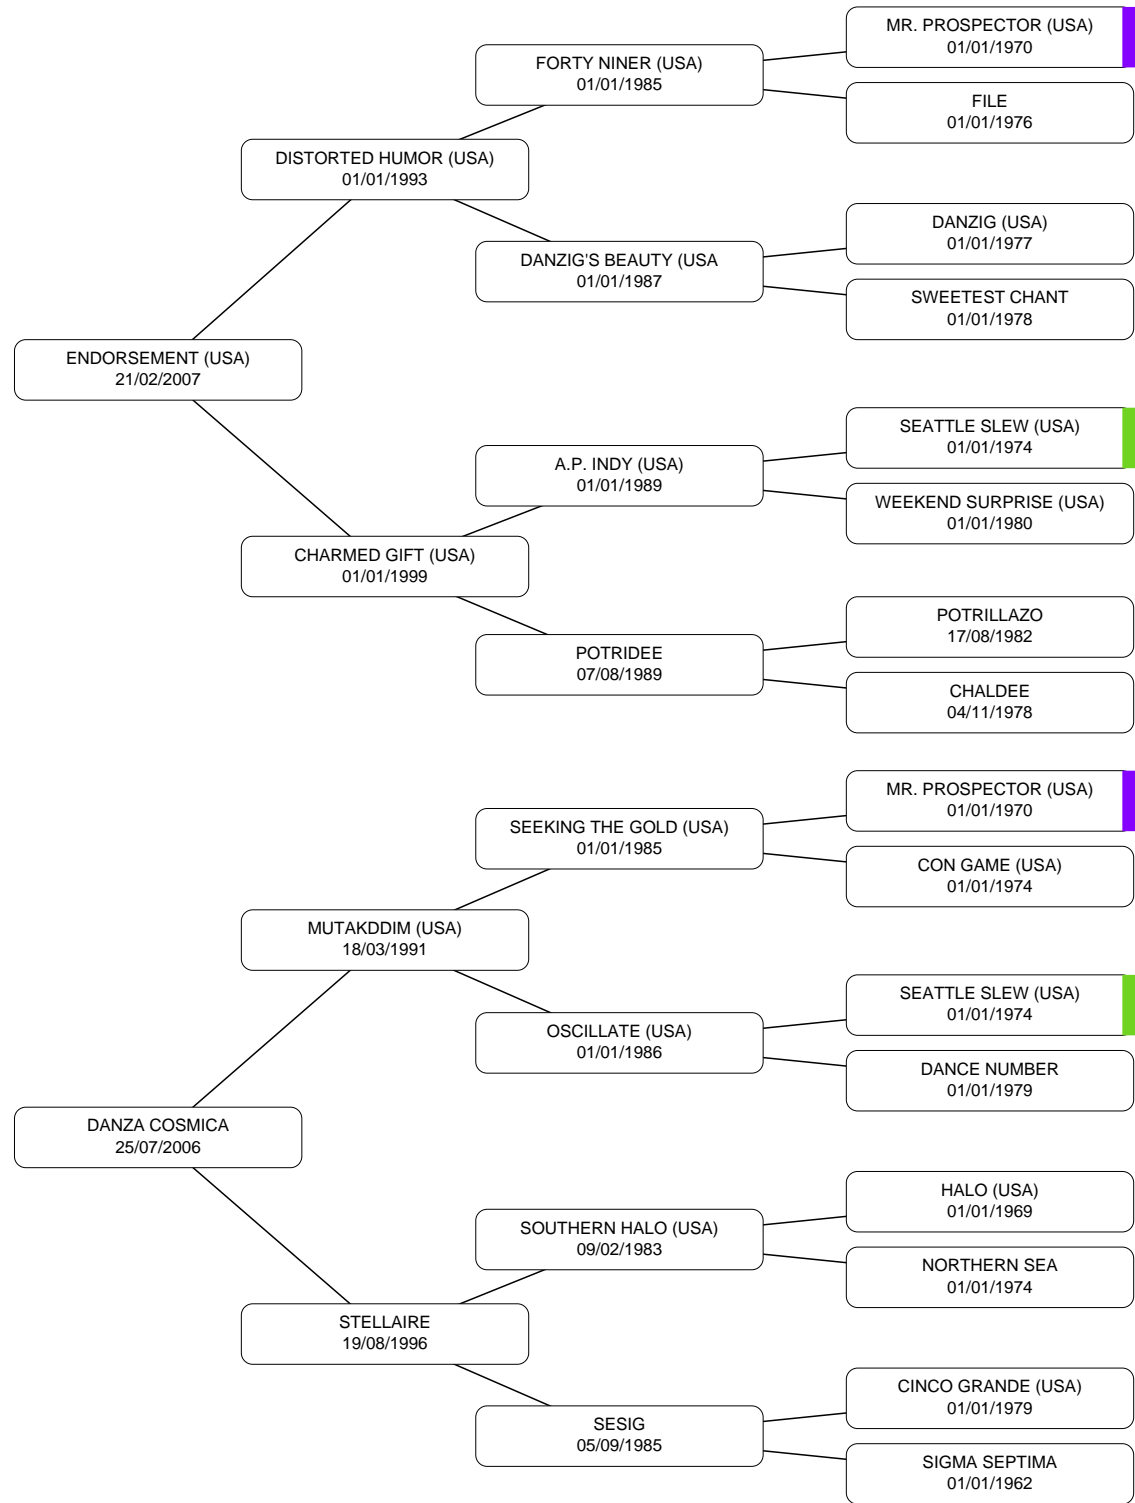 MR. PROSPECTOR (USA)
01/01/1970
FORTY NINER (USA)
01/01/1985
FILE
01/01/1976
DISTORTED HUMOR (USA)
01/01/1993
DANZIG (USA)
01/01/1977
DANZIG'S BEAUTY (USA
01/01/1987
SWEETEST CHANT
01/01/1978
ENDORSEMENT (USA)
21/02/2007
SEATTLE SLEW (USA)
01/01/1974
A.P. INDY (USA)
01/01/1989
WEEKEND SURPRISE (USA)
01/01/1980
CHARMED GIFT (USA)
01/01/1999
POTRILLAZO
17/08/1982
POTRIDEE
07/08/1989
CHALDEE
04/11/1978
MR. PROSPECTOR (USA)
01/01/1970
SEEKING THE GOLD (USA)
01/01/1985
CON GAME (USA)
01/01/1974
MUTAKDDIM (USA)
18/03/1991
SEATTLE SLEW (USA)
01/01/1974
OSCILLATE (USA)
01/01/1986
DANCE NUMBER
01/01/1979
DANZA COSMICA
25/07/2006
HALO (USA)
01/01/1969
SOUTHERN HALO (USA)
09/02/1983
NORTHERN SEA
01/01/1974
STELLAIRE
19/08/1996
CINCO GRANDE (USA)
01/01/1979
SESIG
05/09/1985
SIGMA SEPTIMA
01/01/1962